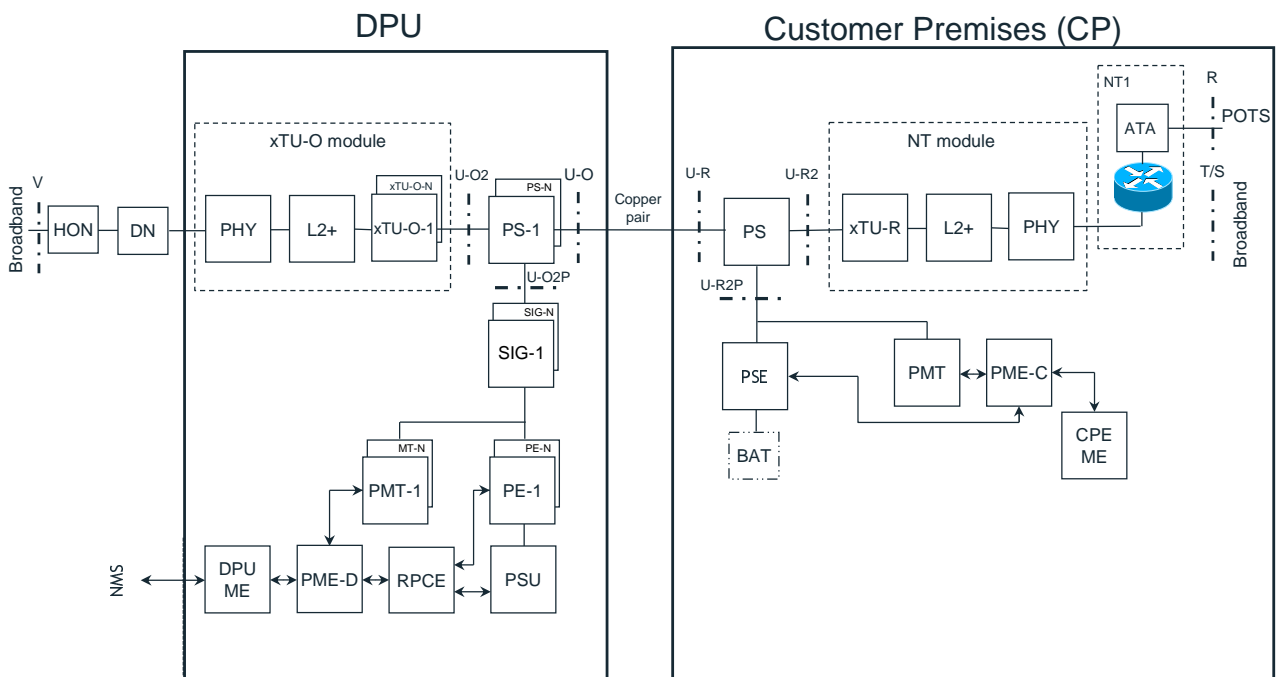 DPU
Customer Premises (CP)
xTU-O module
NT module
NT1
R
POTS
ATA
T/S
Broadband
V
Broadband
HON
DN
PHY
L2+
xTU-O-N
xTU-O-1
U-O2
PS-N
PS-1
U-O
Copper
pair
U-R
PS
U-R2
xTU-R
L2+
PHY
U-O2P
U-R2P
SIG-N
SIG-1
PSE
PMT
PME-C
BAT
CPE
ME
MT-N
PMT-1
PE-N
PE-1
NMS
DPU
ME
PME-D
RPCE
PSU